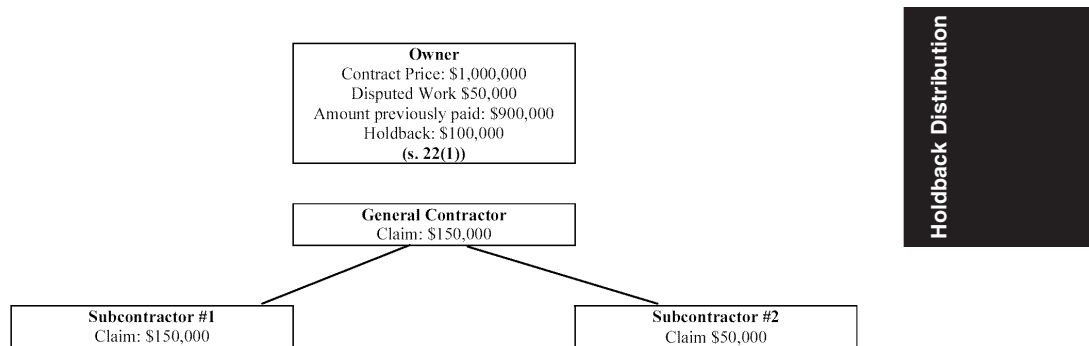 Owner
Contract Price: $1,000,000
Disputed Work $50,000
Amount previously paid: $900,000
Holdback: $100,000
(s. 22(1))
General Contractor
Claim: $150,000
Subcontractor #1
Claim: $150,000
Subcontractor #2
Claim $50,000
Holdback Distribution